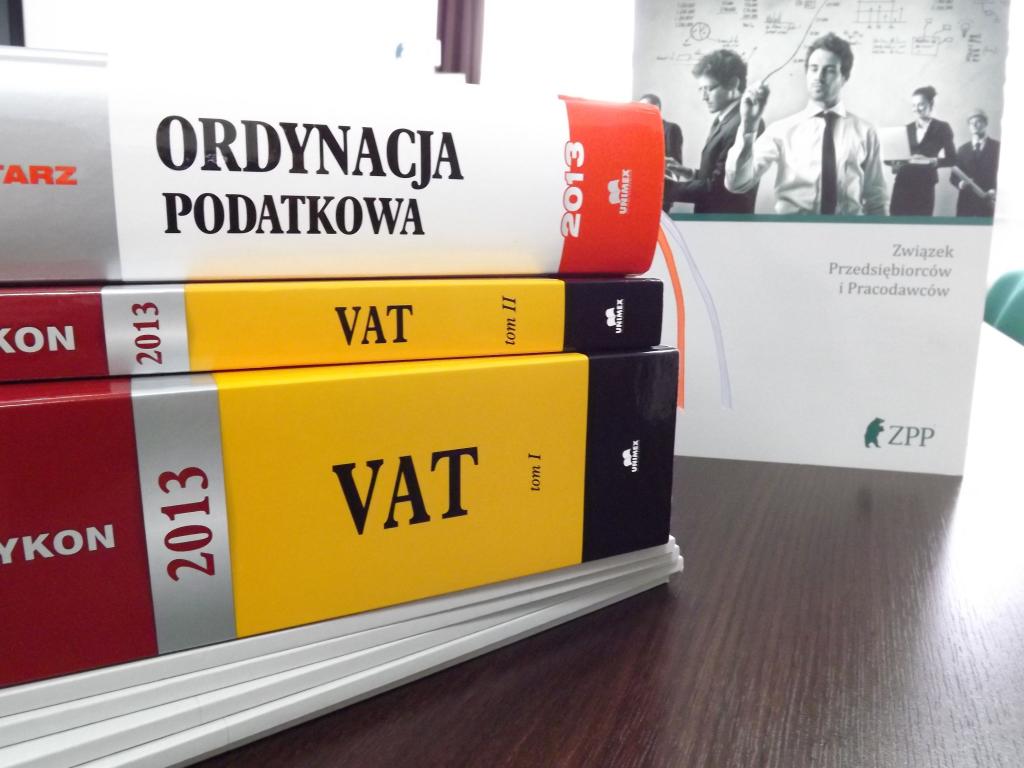 TARZ
ORDYNACJA
PODATKOWA
2013
UNIMEX
KON
2013
VAT
tom II
UNIMEX
YKON
2013
VAT
tom I
UNIMEX
Związek
Przedsiębiorców
i Pracodawców
ZPP